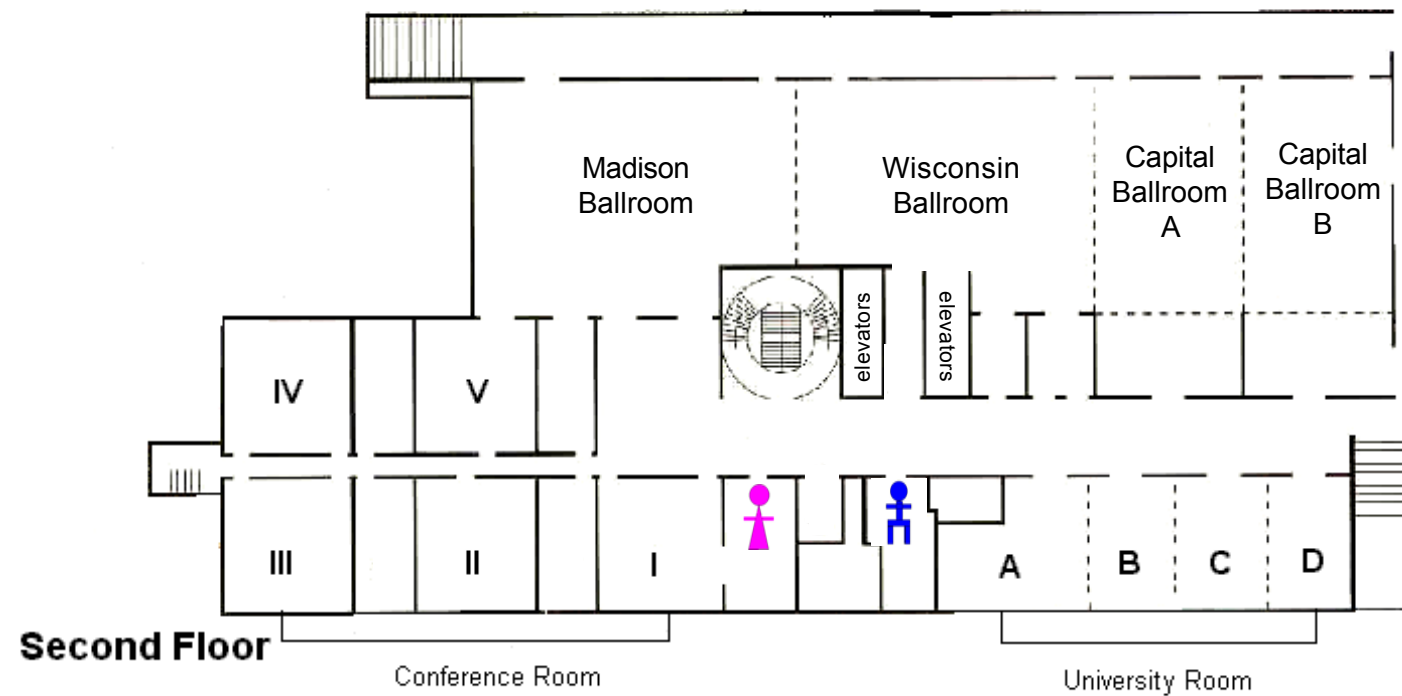 Madison
Ballroom
Wisconsin
Ballroom
Capital
Ballroom
A
Capital
Ballroom
B
elevators
elevators
IV
V
III
II
I
A
B
C
D
Second Floor
Conference Room
University Room